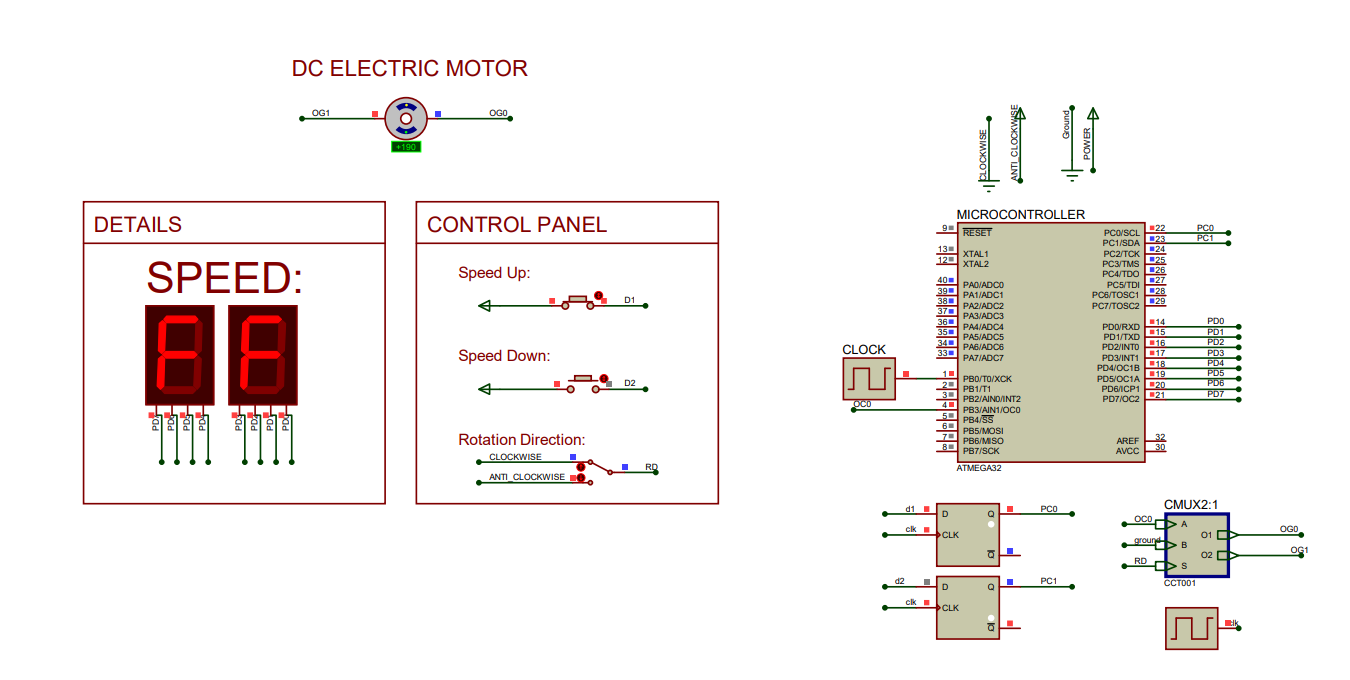 DC ELECTRIC MOTOR
OG1
OG0
+190
DETAILS
SPEED:
FF
CONTROL PANEL
Speed Up:
D1
Speed Down:
D2
Rotation Direction:
CLOCKWISE
ANTI_CLOCKWISE
RD
CLOCKWISE
ANTI_CLOCKWISE
Ground
POWER
MICROCONTROLLER
9 RESET
13 XTAL1
12 XTAL2
40 PA0/ADC0
39 PA1/ADC1
38 PA2/ADC2
37 PA3/ADC3
36 PA4/ADC4
35 PA5/ADC5
34 PA6/ADC6
33 PA7/ADC7
1 PB0/T0/XCK
2 PB1/T1
3 PB2/AIN0/INT2
4 PB3/AIN1/OC0
5 PB4/SS
6 PB5/MOSI
7 PB6/MISO
8 PB7/SCK
PC0/SCL 22 PC0
PC1/SDA 23 PC1
PC2/TCK 24
PC3/TMS 25
PC4/TDO 26
PC5/TDI 27
PC6/TOSC1 28
PC7/TOSC2 29
PD0/RXD 14 PD0
PD1/TXD 15 PD1
PD2/INT0 16 PD2
PD3/INT1 17 PD3
PD4/OC1B 18 PD4
PD5/OC1A 19 PD5
PD6/ICP1 20 PD6
PD7/OC2 21 PD7
AREF 32
AVCC 30
ATMEGA32
CLOCK
OC0
d1 D Q PC0
clk CLK
Q
d2 D Q PC1
clk CLK
Q
CMUX2:1
OC0 A
O1 OG0
ground B
O2 OG1
RD S
CCT001
clk